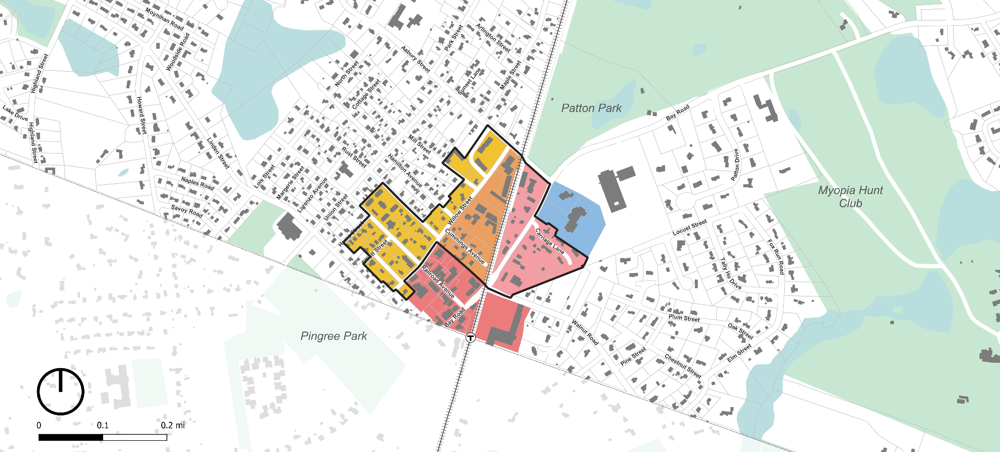 Moynihan Road
Woodside Road
Highland Street
Lake Drive
Highland Street
Howard Street
Linden Street
Naples Road
Savoy Road
Park Street
Arlington Street
Asbury Street
North Street
Cottage Street
Sunset Lane
Maple Street
Mill Street
Rust Street
Hamilton Avenue
Lois Street
Margerie Street
Lorenzo Avenue
Union Street
Street
Street
Willow Street
Cummings Avenue
Railroad Avenue
Bay Road
Carriage Lane
Patton Park
Bay Road
Patton Drive
Myopia Hunt
Club
Locust Street
Fox Run Road
Tally Ho Drive
Plum Street
Oak Street
Elm Street
Walnut Road
Pine Street
Chestnut Street
Pingree Park
T
0
0.1
0.2 mi